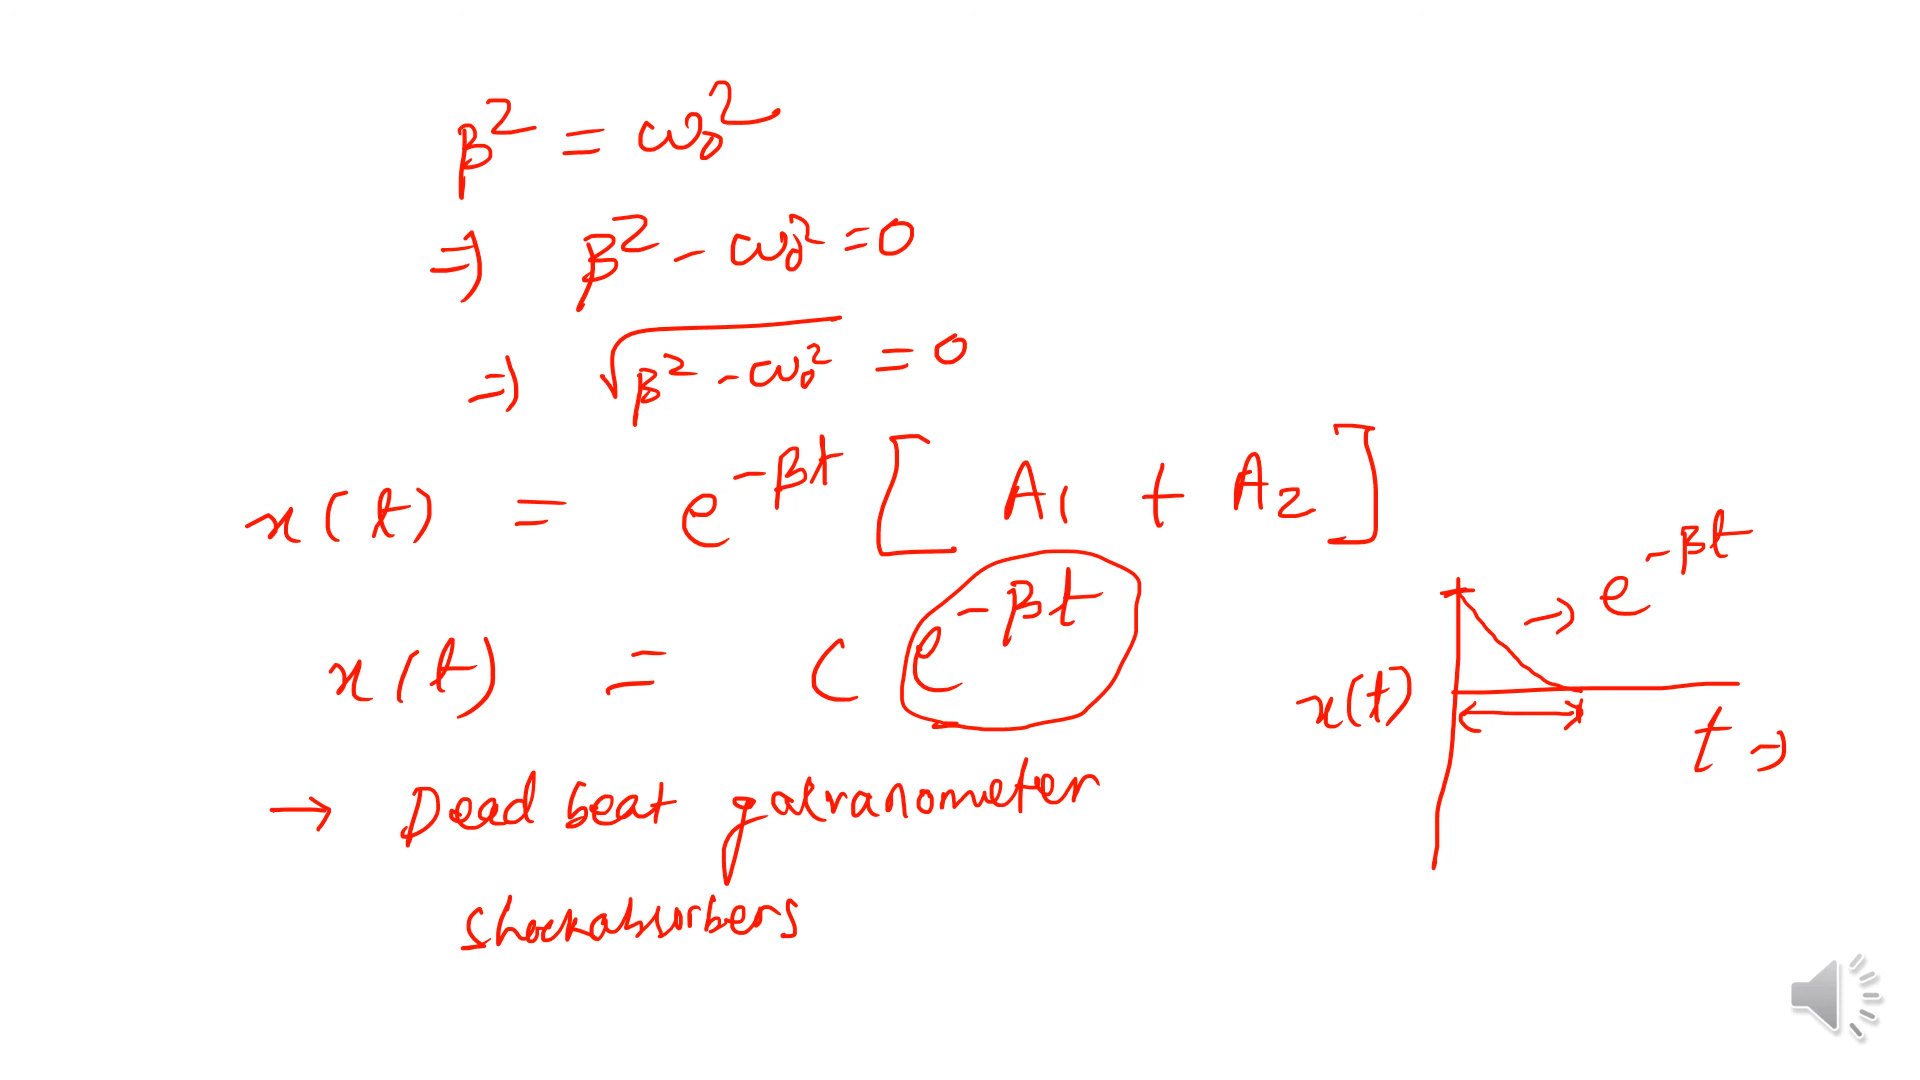 β² = ω₀²
⇒ β² - ω₀² = 0
⇒ √(β² - ω₀²) = 0
x(t) = e^(-βt) [ A₁ + A₂ ]
x(t) = C e^(-βt)
→ Dead beat galvanometer
shockabsorbers
→ e^(-βt)
x(t)
t →